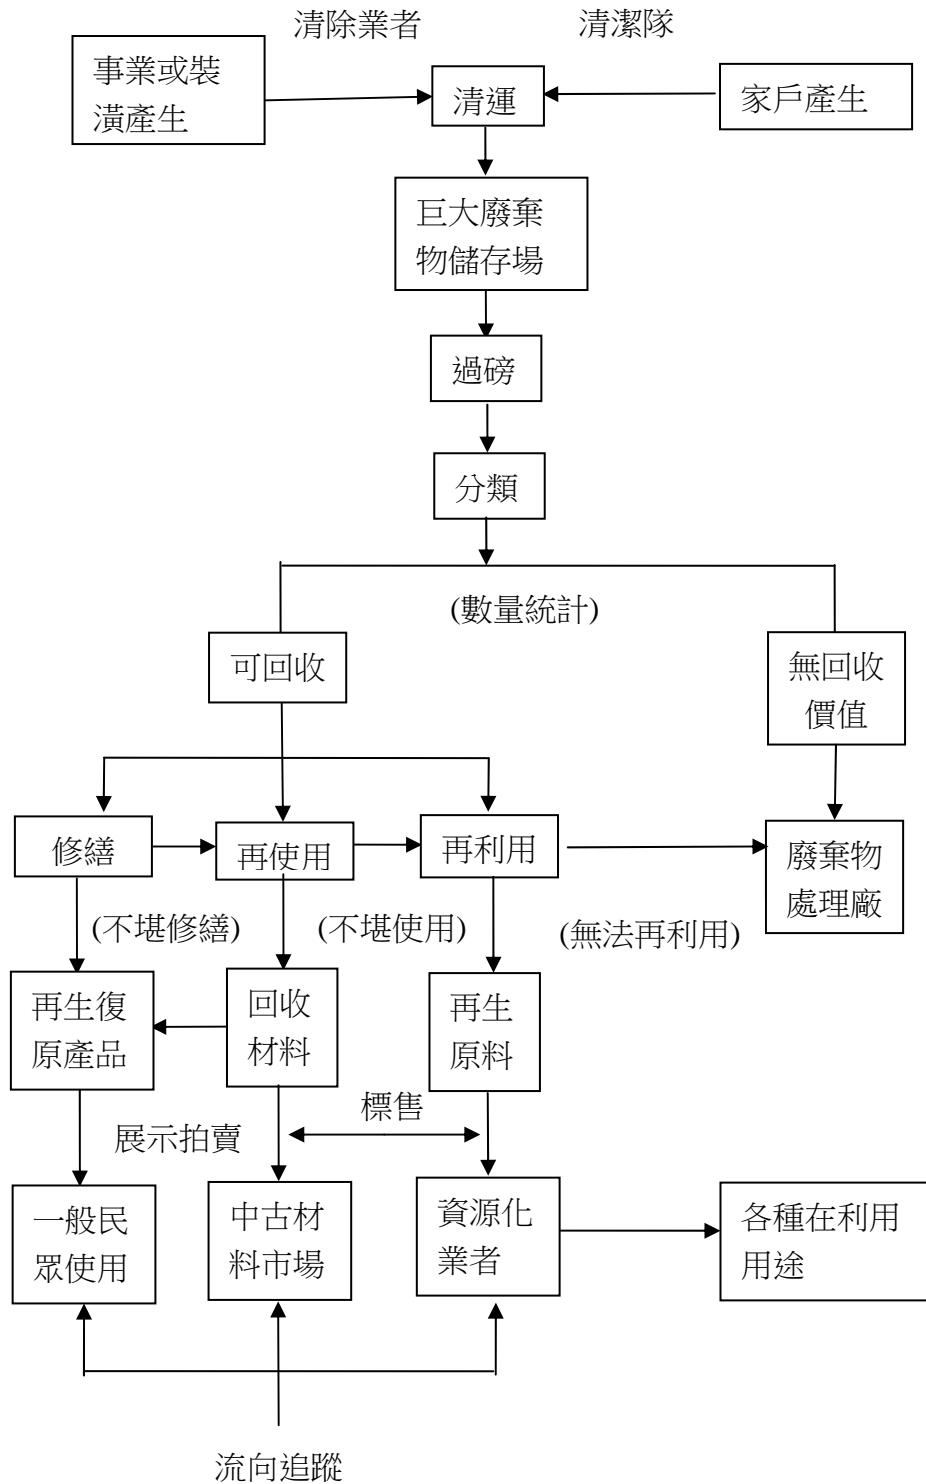 清除業者
清潔隊
事業或裝
潢產生
清運
家戶產生
巨大廢棄
物儲存場
過磅
分類
(數量統計)
可回收
無回收
價值
修繕
再使用
再利用
廢棄物
處理廠
(不堪修繕)
(不堪使用)
(無法再利用)
再生復
原產品
回收
材料
再生
原料
標售
展示拍賣
一般民
眾使用
中古材
料市場
資源化
業者
各種在利用
用途
流向追蹤